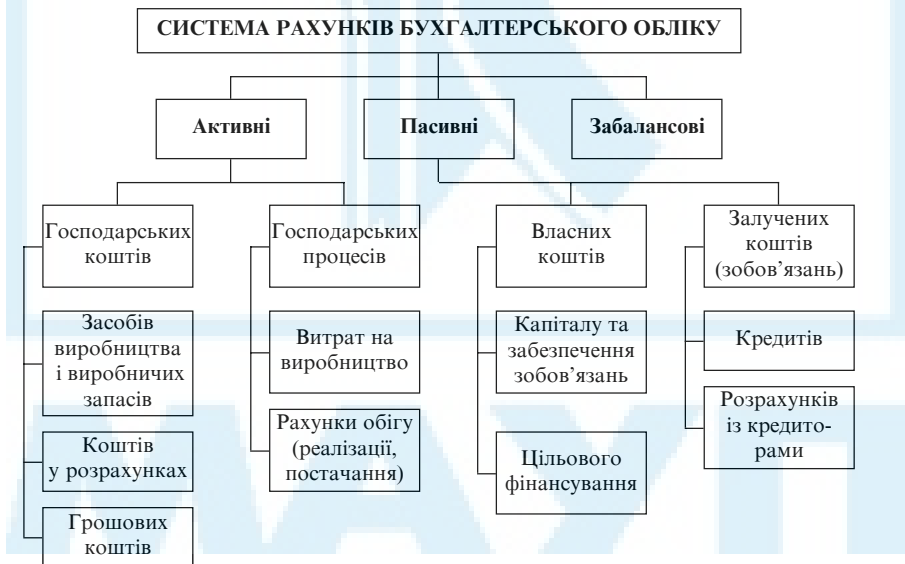 СИСТЕМА РАХУНКІВ БУХГАЛТЕРСЬКОГО ОБЛІКУ
Активні
Пасивні
Забалансові
Господарських
коштів
Засобів
виробництва
і виробничих
запасів
Коштів
у розрахунках
Грошових
коштів
Господарських
процесів
Витрат на
виробництво
Рахунки обігу
(реалізації,
постачання)
Власних
коштів
Капіталу та
забезпечення
зобов’язань
Цільового
фінансування
Залучених
коштів
(зобов’язань)
Кредитів
Розрахунків
із кредито-
рами
МАУП